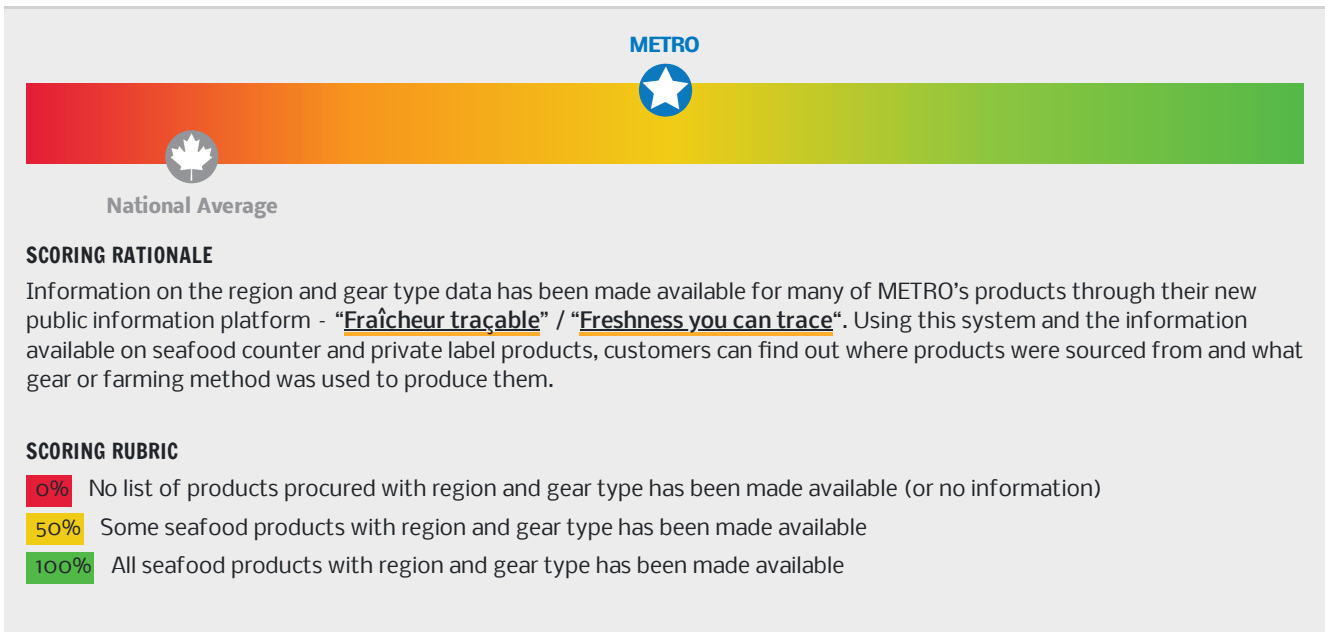 METRO
National Average
SCORING RATIONALE
Information on the region and gear type data has been made available for many of METRO's products through their new
public information platform - “Fraîcheur traçable” / “Freshness you can trace“. Using this system and the information
available on seafood counter and private label products, customers can find out where products were sourced from and what
gear or farming method was used to produce them.
SCORING RUBRIC
0% No list of products procured with region and gear type has been made available (or no information)
50% Some seafood products with region and gear type has been made available
100% All seafood products with region and gear type has been made available